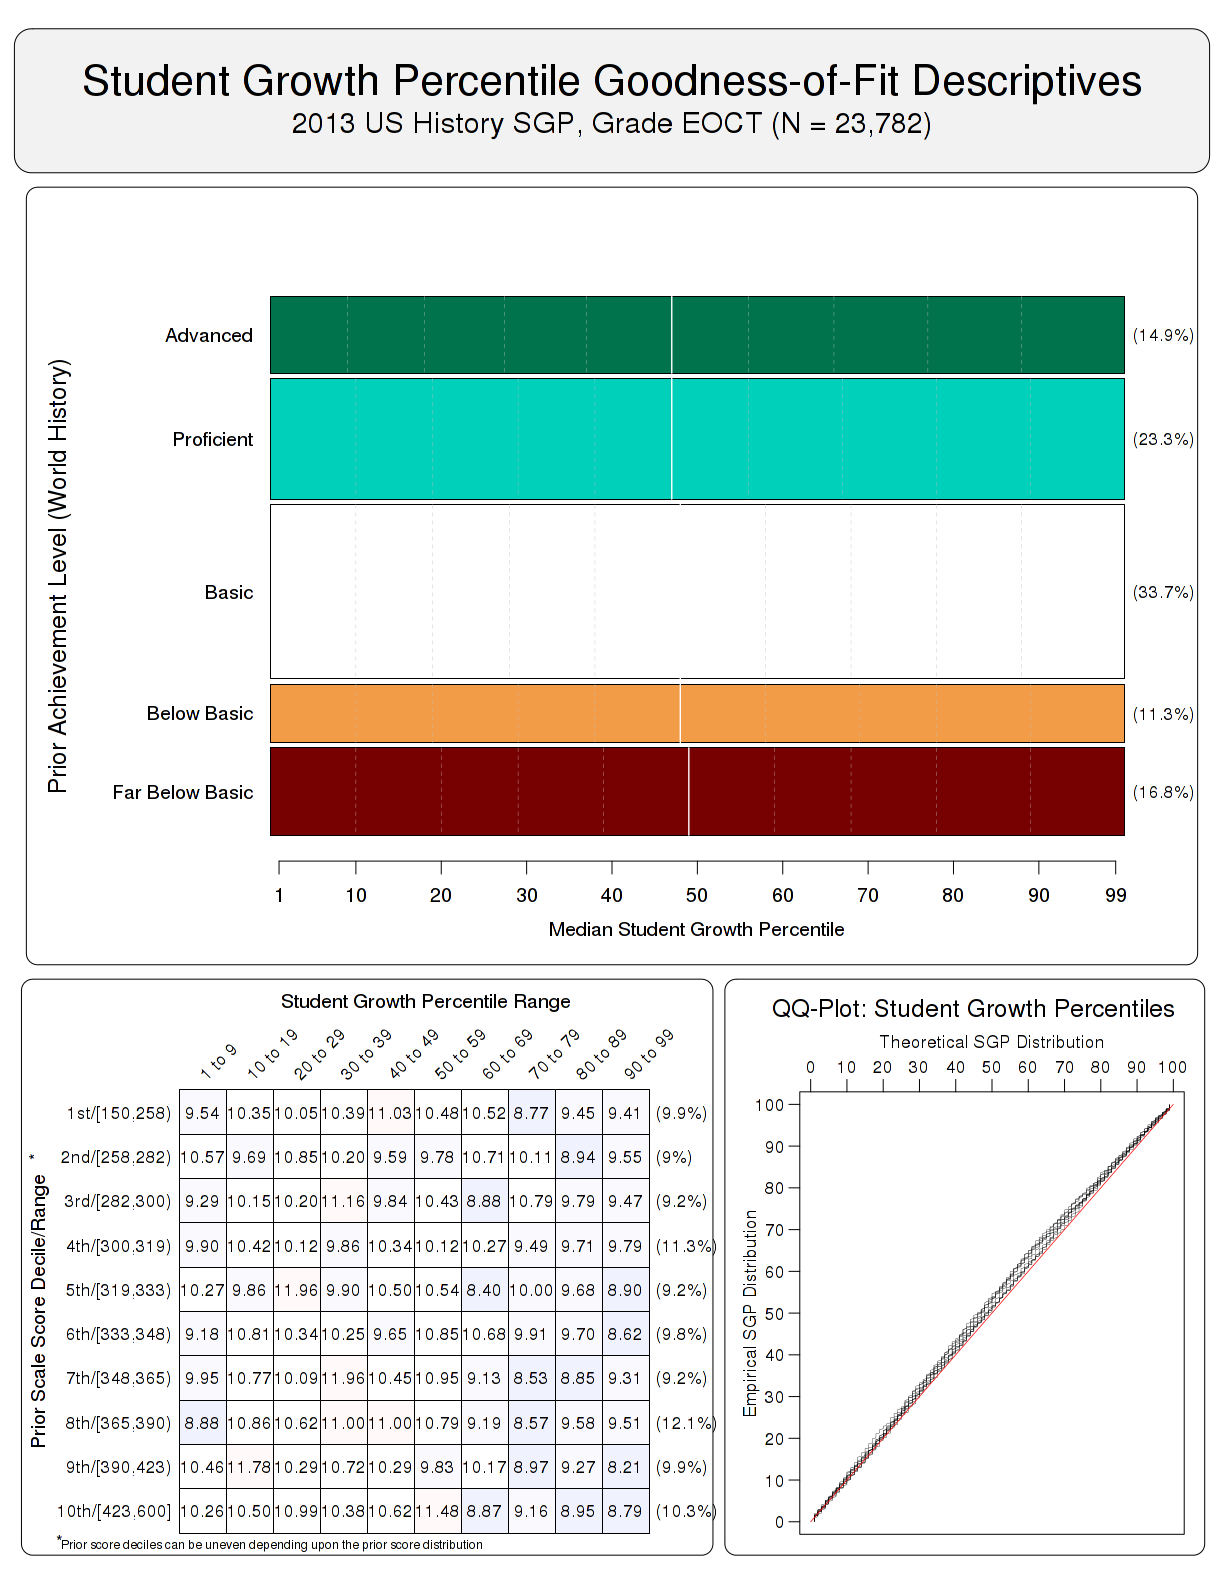 Student Growth Percentile Goodness-of-Fit Descriptives
2013 US History SGP, Grade EOCT (N = 23,782)
Prior Achievement Level (World History)
Advanced (14.9%)
Proficient (23.3%)
Basic (33.7%)
Below Basic (11.3%)
Far Below Basic (16.8%)
1 10 20 30 40 50 60 70 80 90 99
Median Student Growth Percentile
Student Growth Percentile Range
1 to 9 10 to 19 20 to 29 30 to 39 40 to 49 50 to 59 60 to 69 70 to 79 80 to 89 90 to 99
Prior Scale Score Decile/Range *
1st/[150,258) 9.54 10.35 10.05 10.39 11.03 10.48 10.52 8.77 9.45 9.41 (9.9%)
2nd/[258,282) 10.57 9.69 10.85 10.20 9.59 9.78 10.71 10.11 8.94 9.55 (9%)
3rd/[282,300) 9.29 10.15 10.20 11.16 9.84 10.43 8.88 10.79 9.79 9.47 (9.2%)
4th/[300,319) 9.90 10.42 10.12 9.86 10.34 10.12 10.27 9.49 9.71 9.79 (11.3%)
5th/[319,333) 10.27 9.86 11.96 9.90 10.50 10.54 8.40 10.00 9.68 8.90 (9.2%)
6th/[333,348) 9.18 10.81 10.34 10.25 9.65 10.85 10.68 9.91 9.70 8.62 (9.8%)
7th/[348,365) 9.95 10.77 10.09 11.96 10.45 10.95 9.13 8.53 8.85 9.31 (9.2%)
8th/[365,390) 8.88 10.86 10.62 11.00 11.00 10.79 9.19 8.57 9.58 9.51 (12.1%)
9th/[390,423) 10.46 11.78 10.29 10.72 10.29 9.83 10.17 8.97 9.27 8.21 (9.9%)
10th/[423,600] 10.26 10.50 10.99 10.38 10.62 11.48 8.87 9.16 8.95 8.79 (10.3%)
*Prior score deciles can be uneven depending upon the prior score distribution
QQ-Plot: Student Growth Percentiles
Theoretical SGP Distribution
0 10 20 30 40 50 60 70 80 90 100
Empirical SGP Distribution
100
90
80
70
60
50
40
30
20
10
0